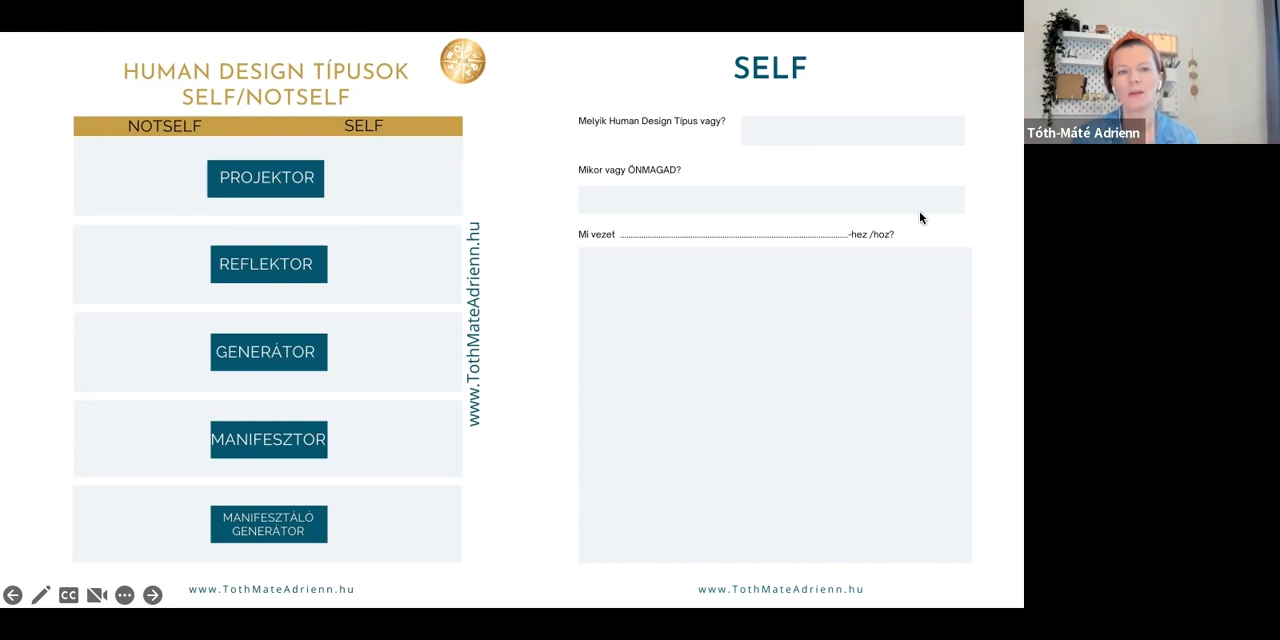 HUMAN DESIGN TÍPUSOK
SELF/NOTSELF
NOTSELF SELF
PROJEKTOR
REFLEKTOR
GENERÁTOR
MANIFESZTOR
MANIFESZTÁLÓ
GENERÁTOR
www.TothMateAdrienn.hu
www.TothMateAdrienn.hu
SELF
Melyik Human Design Típus vagy?
Mikor vagy ÖNMAGAD?
Mi vezet ..........................................................................................-hez /hoz?
www.TothMateAdrienn.hu
CC
Tóth-Máté Adrienn